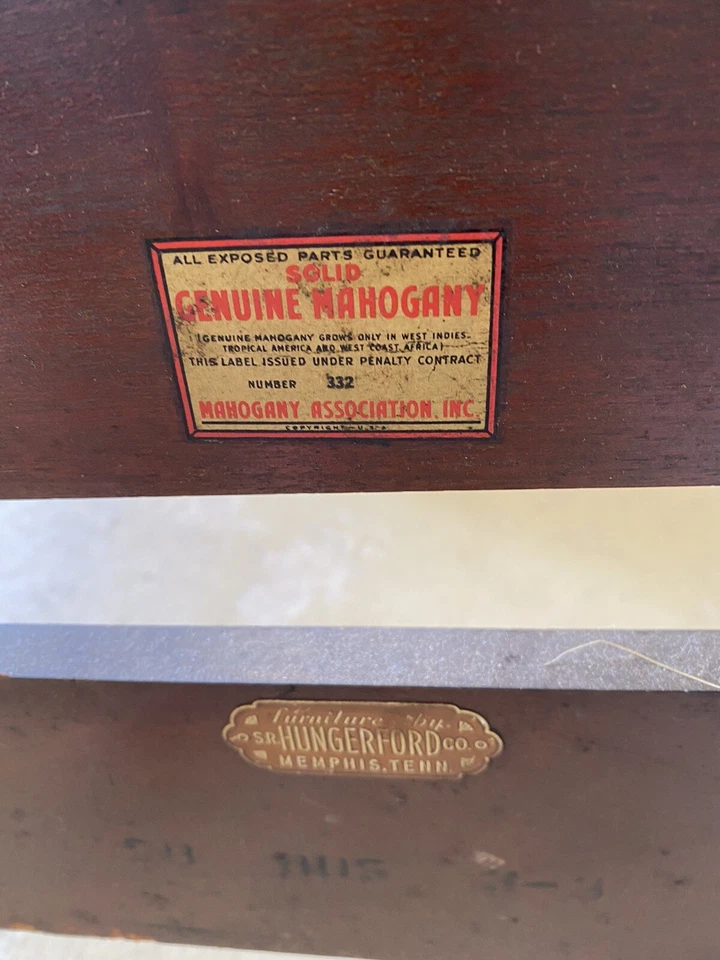 ALL EXPOSED PARTS GUARANTEED
SOLID
GENUINE MAHOGANY
(GENUINE MAHOGANY GROWS ONLY IN WEST INDIES-
TROPICAL AMERICA AND WEST COAST AFRICA)
THIS LABEL ISSUED UNDER PENALTY CONTRACT
NUMBER 332
MAHOGANY ASSOCIATION, INC.
COPYRIGHT-U.S.A.
Furniture by
S.R. HUNGERFORD CO.
MEMPHIS, TENN.